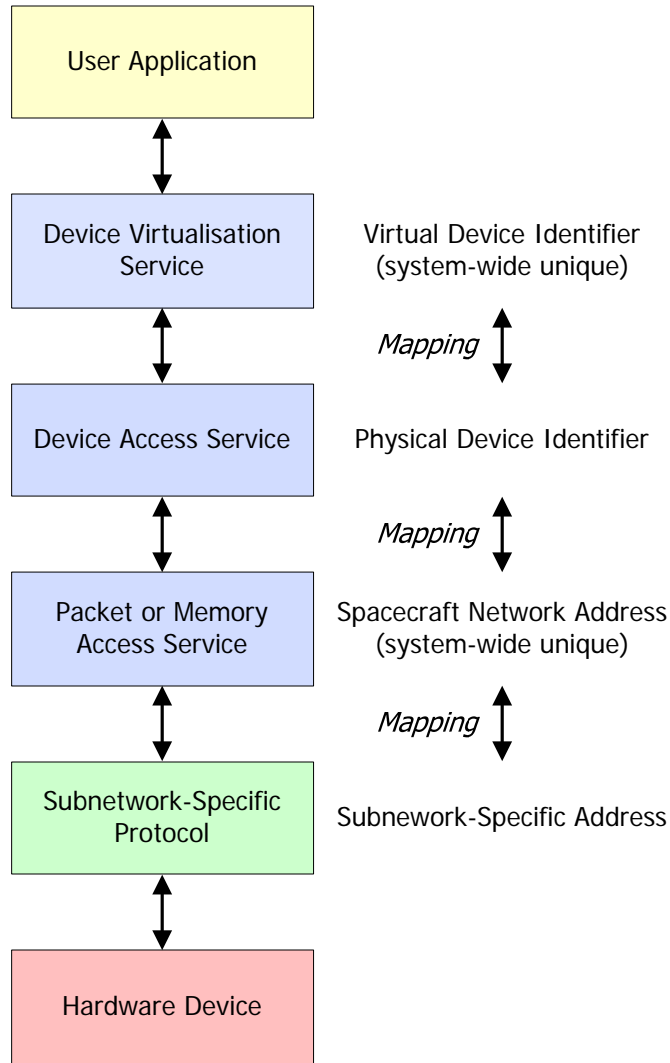 User Application
Device Virtualisation
Service
Virtual Device Identifier
(system-wide unique)
Mapping
Device Access Service
Physical Device Identifier
Mapping
Packet or Memory
Access Service
Spacecraft Network Address
(system-wide unique)
Mapping
Subnetwork-Specific
Protocol
Subnework-Specific Address
Hardware Device